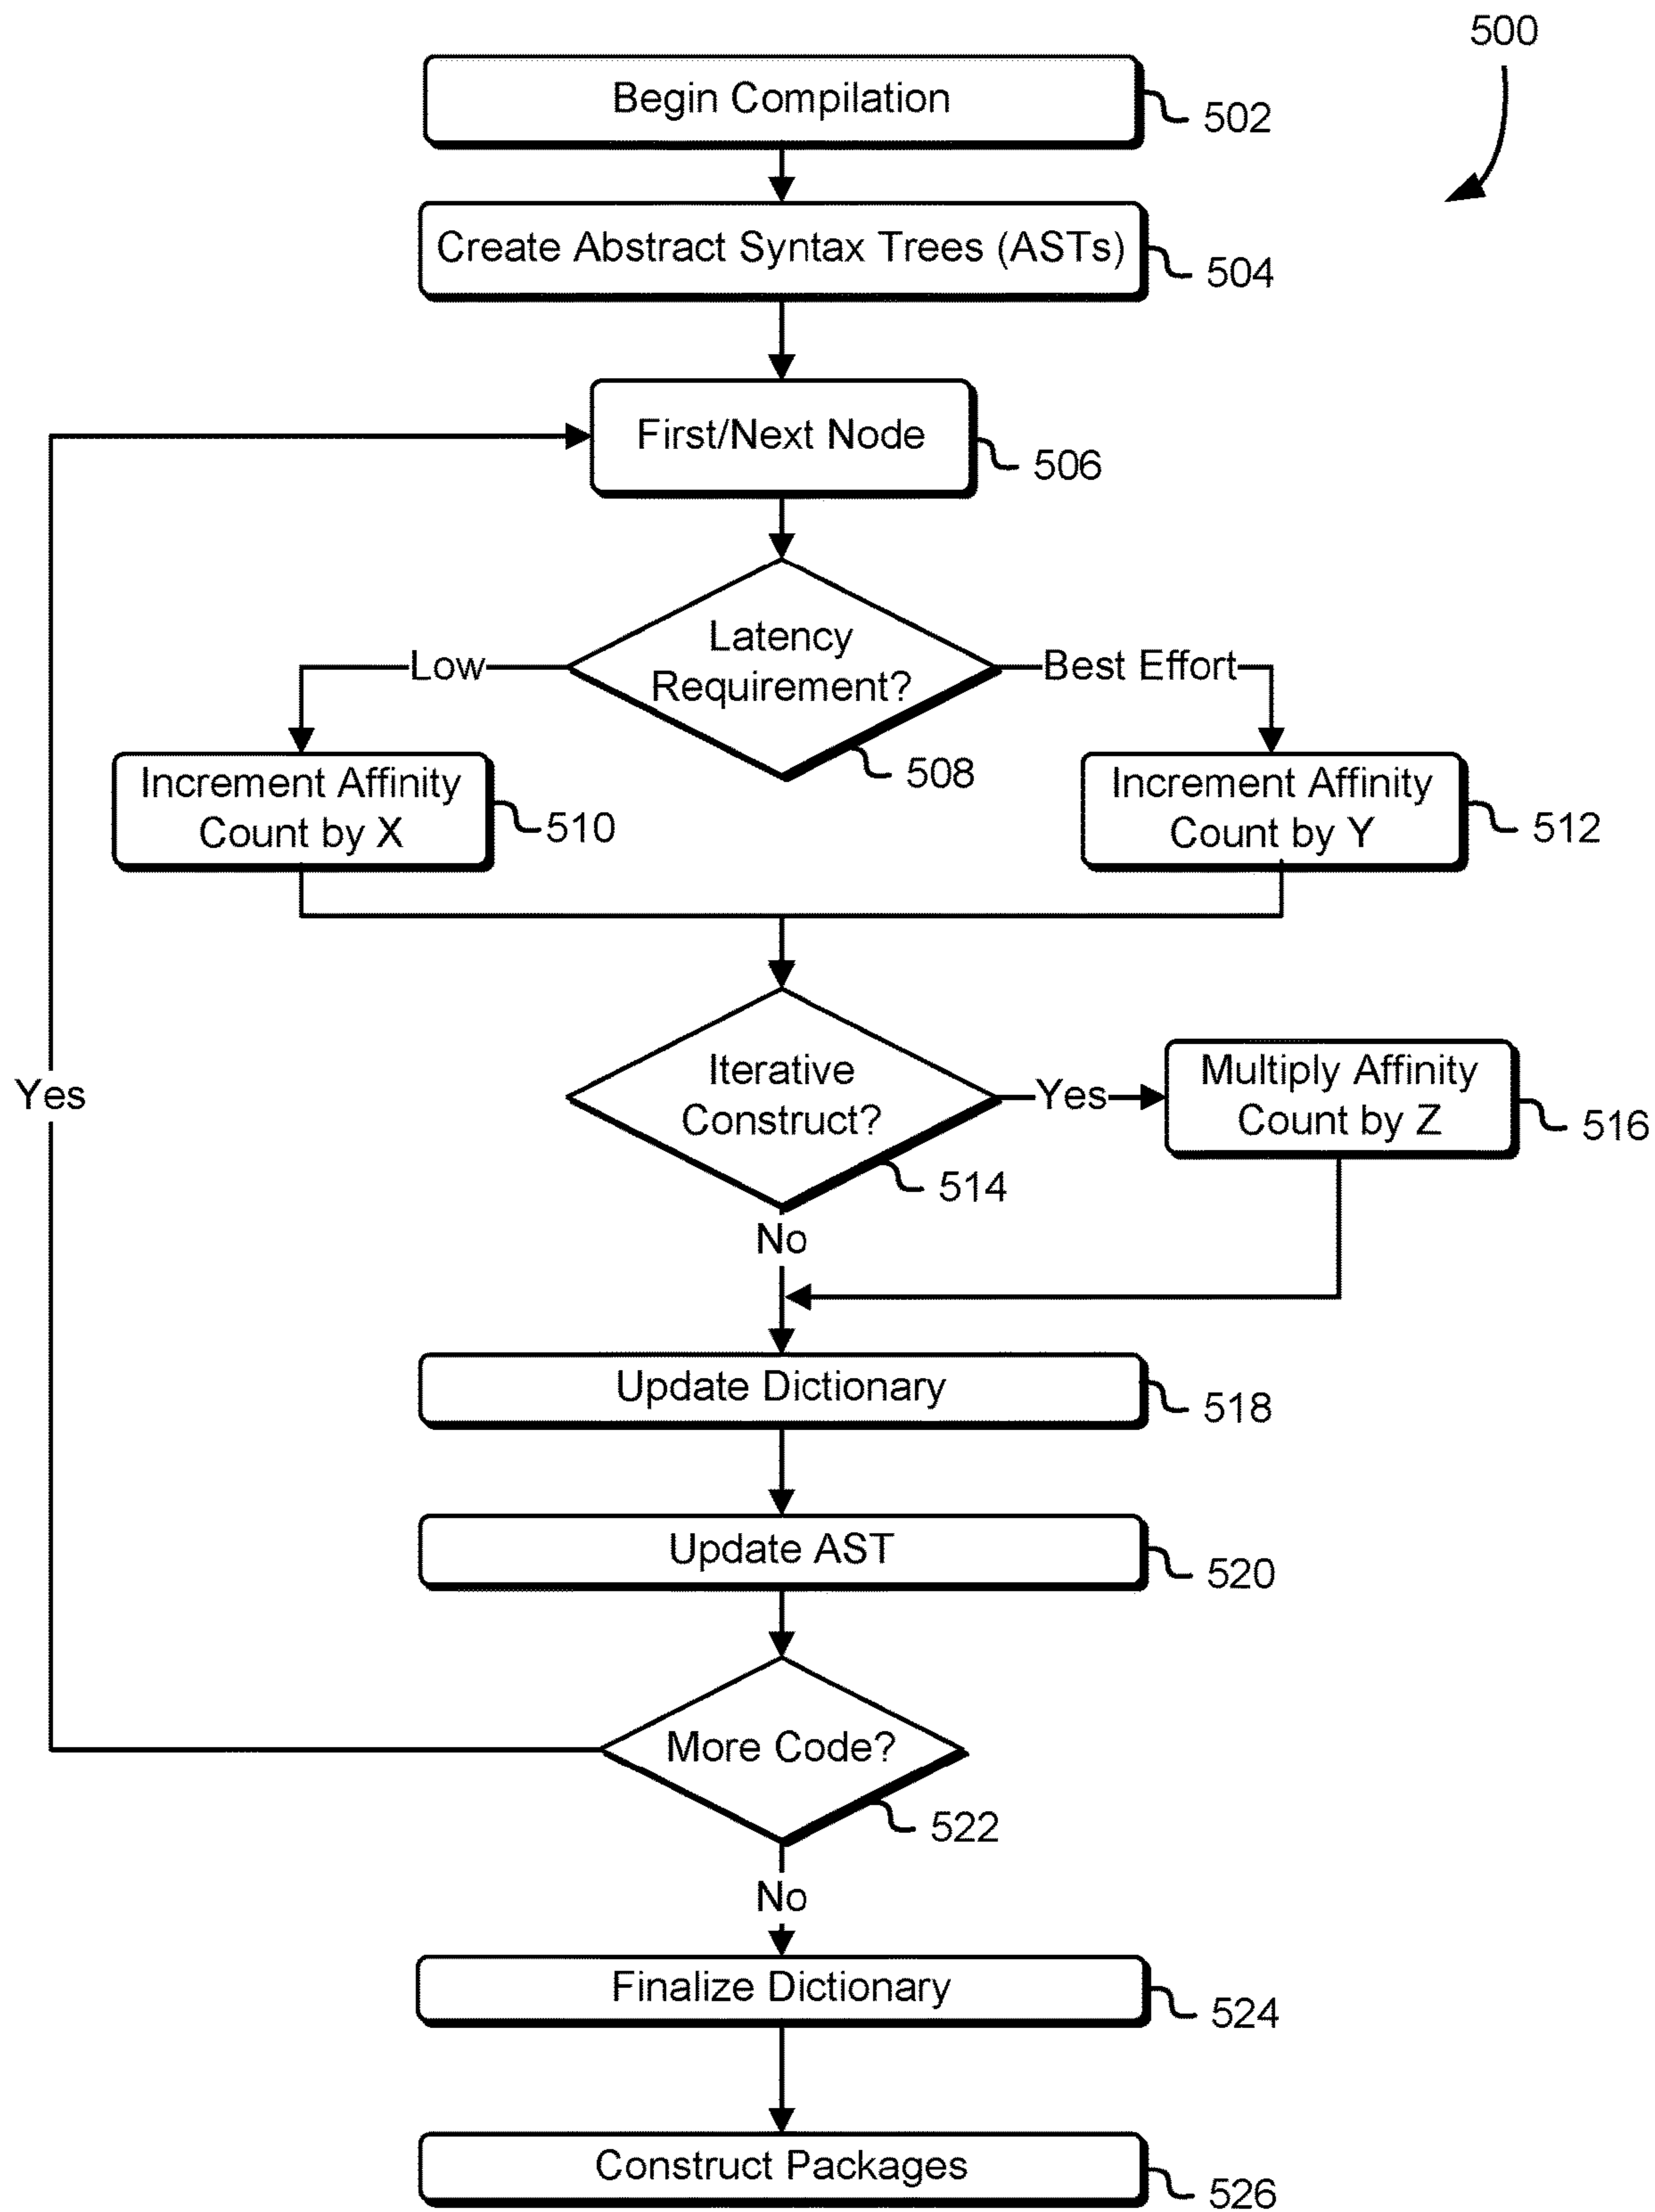 500
Begin Compilation
502
Create Abstract Syntax Trees (ASTs)
504
First/Next Node
506
Latency
Requirement?
508
Low
Best Effort
Increment Affinity
Count by X
510
Increment Affinity
Count by Y
512
Iterative
Construct?
514
Yes
Multiply Affinity
Count by Z
516
Yes
No
Update Dictionary
518
Update AST
520
More Code?
522
No
Finalize Dictionary
524
Construct Packages
526